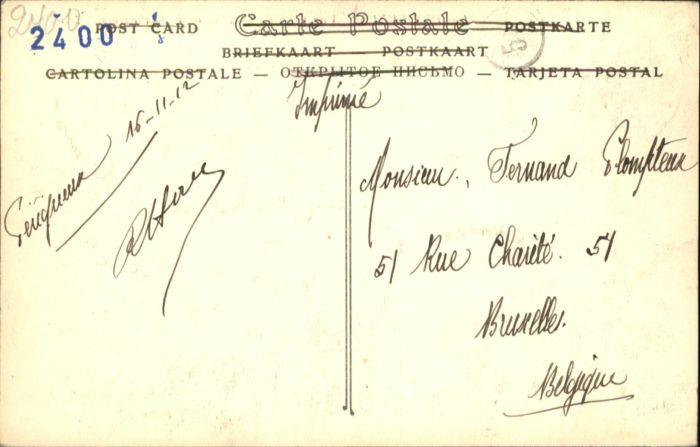 2400
POST CARD Carte Postale POSTKARTE
BRIEFKAART — POSTKAART
CARTOLINA POSTALE — ОТКРЫТОЕ ПИСЬМО — TARJETA POSTAL
Imprimé
15-11-12
Monsieur, Fernand
51 Rue Charité. 51
Bruxelles.
Belgique